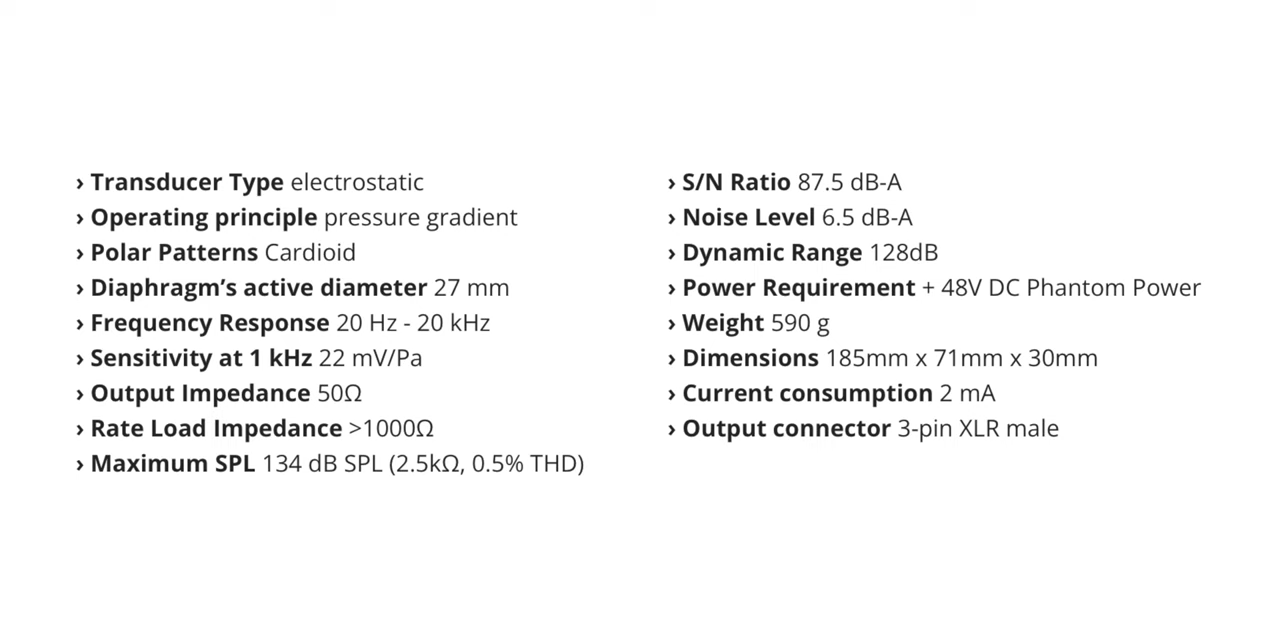 › Transducer Type electrostatic
› Operating principle pressure gradient
› Polar Patterns Cardioid
› Diaphragm’s active diameter 27 mm
› Frequency Response 20 Hz - 20 kHz
› Sensitivity at 1 kHz 22 mV/Pa
› Output Impedance 50Ω
› Rate Load Impedance >1000Ω
› Maximum SPL 134 dB SPL (2.5kΩ, 0.5% THD)
› S/N Ratio 87.5 dB-A
› Noise Level 6.5 dB-A
› Dynamic Range 128dB
› Power Requirement + 48V DC Phantom Power
› Weight 590 g
› Dimensions 185mm x 71mm x 30mm
› Current consumption 2 mA
› Output connector 3-pin XLR male